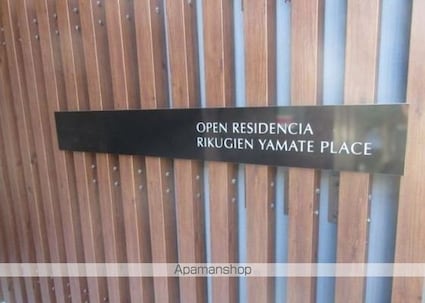 OPEN RESIDENCIA
RIKUGIEN YAMATE PLACE
Apamanshop